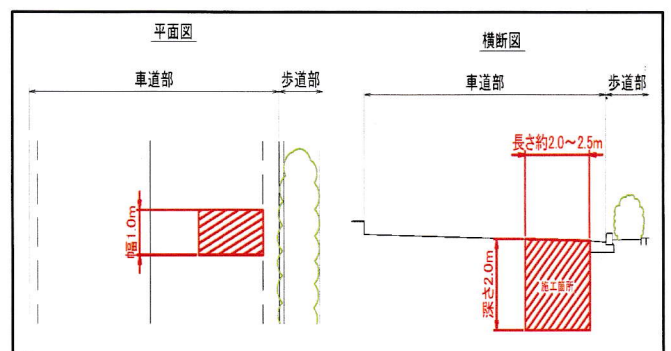 平面図
車道部
歩道部
幅1.0m
横断図
車道部
歩道部
長さ約2.0～2.5m
深さ2.0m
施工箇所